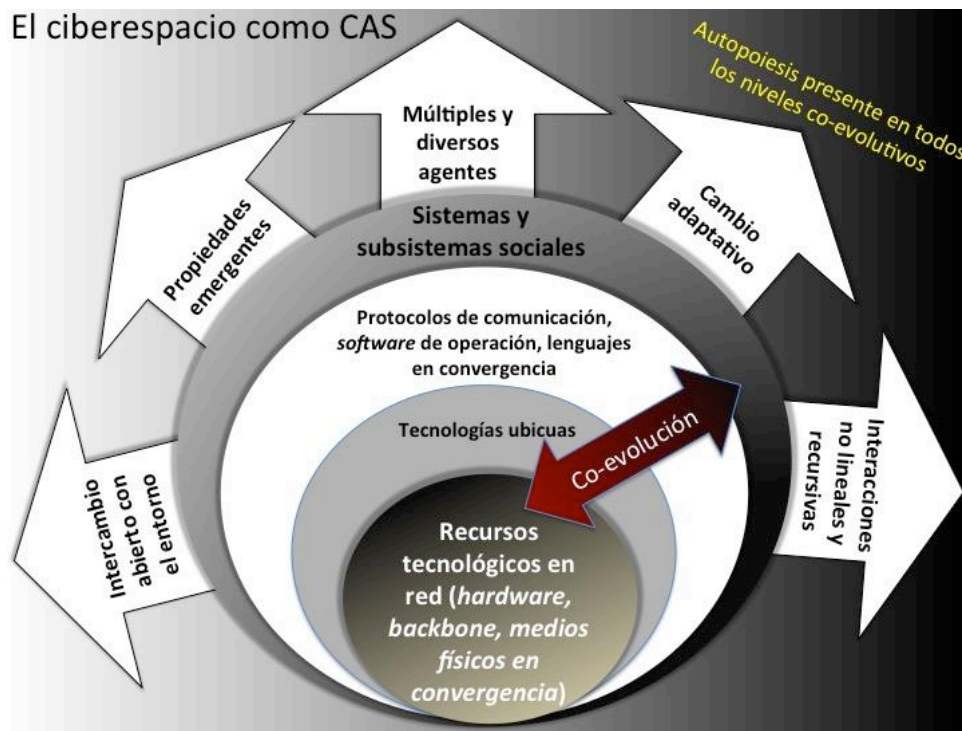 El ciberespacio como CAS
Autopoiesis presente en todos
los niveles co-evolutivos
Múltiples y
diversos
agentes
Propiedades
emergentes
Cambio
adaptativo
Intercambio
abierto con
el entorno
Interacciones
no lineales y
recursivas
Sistemas y
subsistemas sociales
Protocolos de comunicación,
software de operación, lenguajes
en convergencia
Tecnologías ubicuas
Co-evolución
Recursos
tecnológicos en
red (hardware,
backbone, medios
físicos en
convergencia)